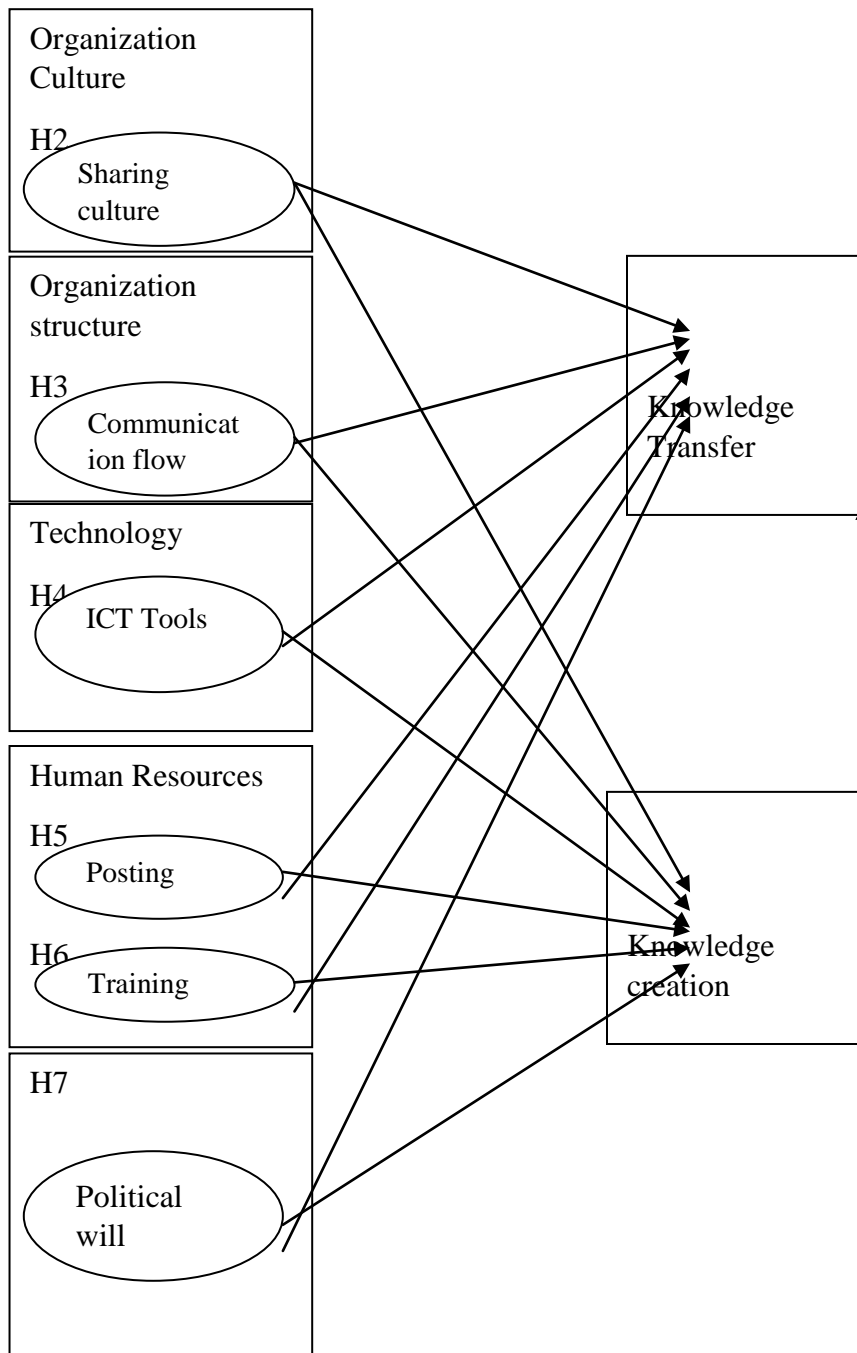 Organization
Culture
H2
Sharing
culture
Organization
structure
H3
Communicat
ion flow
Technology
H4
ICT Tools
Human Resources
H5
Posting
H6
Training
H7
Political
will
Knowledge
Transfer
Knowledge
creation